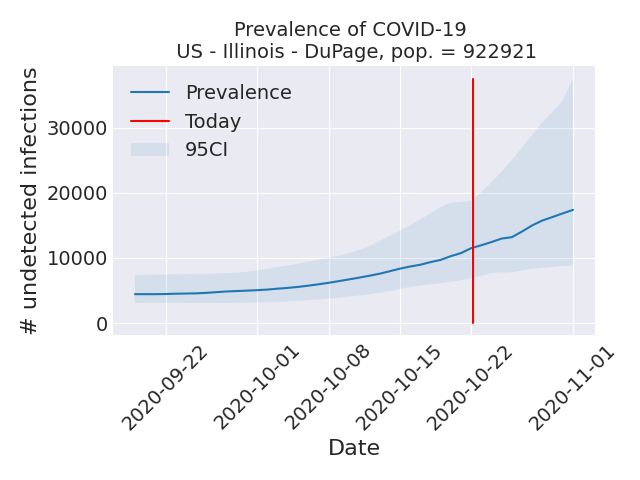 Prevalence of COVID-19
US - Illinois - DuPage, pop. = 922921
# undetected infections
30000
20000
10000
0
Prevalence
Today
95CI
2020-09-22
2020-10-01
2020-10-08
2020-10-15
2020-10-22
2020-11-01
Date